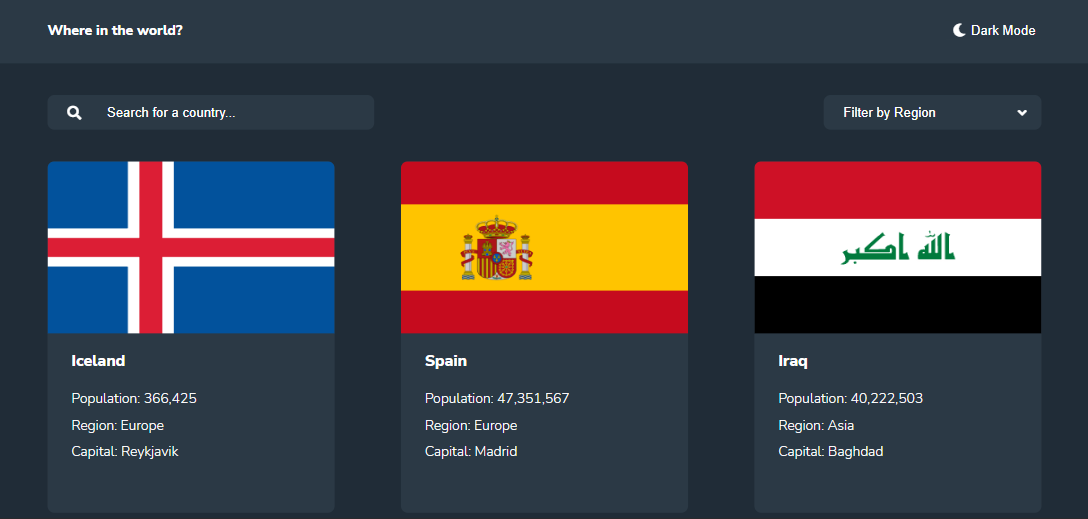 Where in the world?
Dark Mode
Search for a country...
Filter by Region
الله اكبر
Iceland
Population: 366,425
Region: Europe
Capital: Reykjavik
Spain
Population: 47,351,567
Region: Europe
Capital: Madrid
Iraq
Population: 40,222,503
Region: Asia
Capital: Baghdad